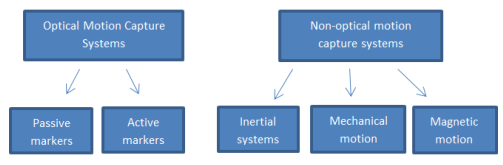 Optical Motion Capture
Systems
Non-optical motion
capture systems
Passive
markers
Active
markers
Inertial
systems
Mechanical
motion
Magnetic
motion